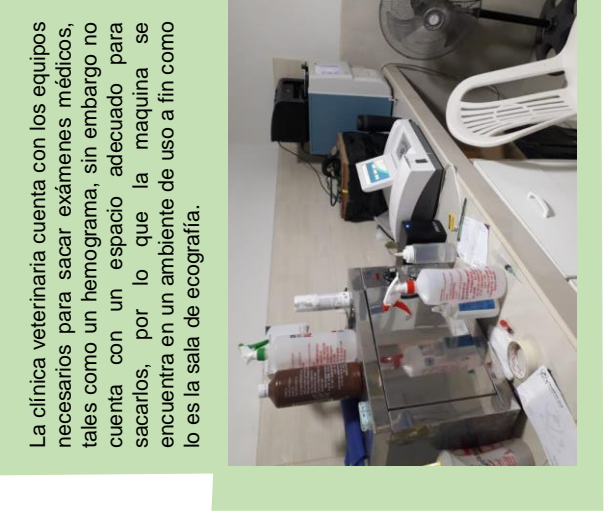 La clínica veterinaria cuenta con los equipos
necesarios para sacar exámenes médicos,
tales como un hemograma, sin embargo no
cuenta con un espacio adecuado para
sacarlos, por lo que la maquina se
encuentra en un ambiente de uso a fin como
lo es la sala de ecografía.